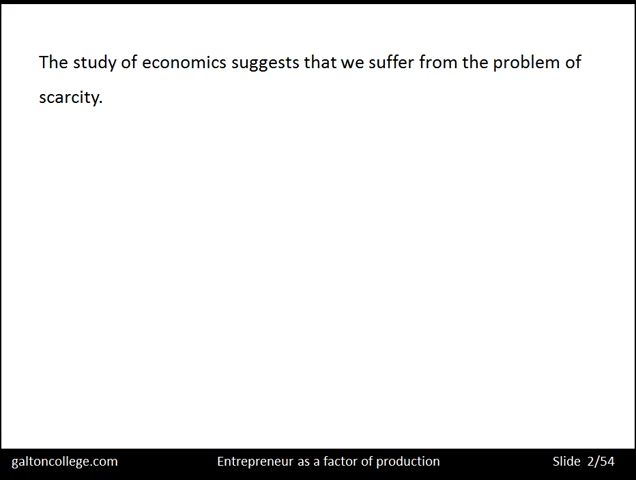 The study of economics suggests that we suffer from the problem of
scarcity.
galtoncollege.com Entrepreneur as a factor of production Slide 2/54